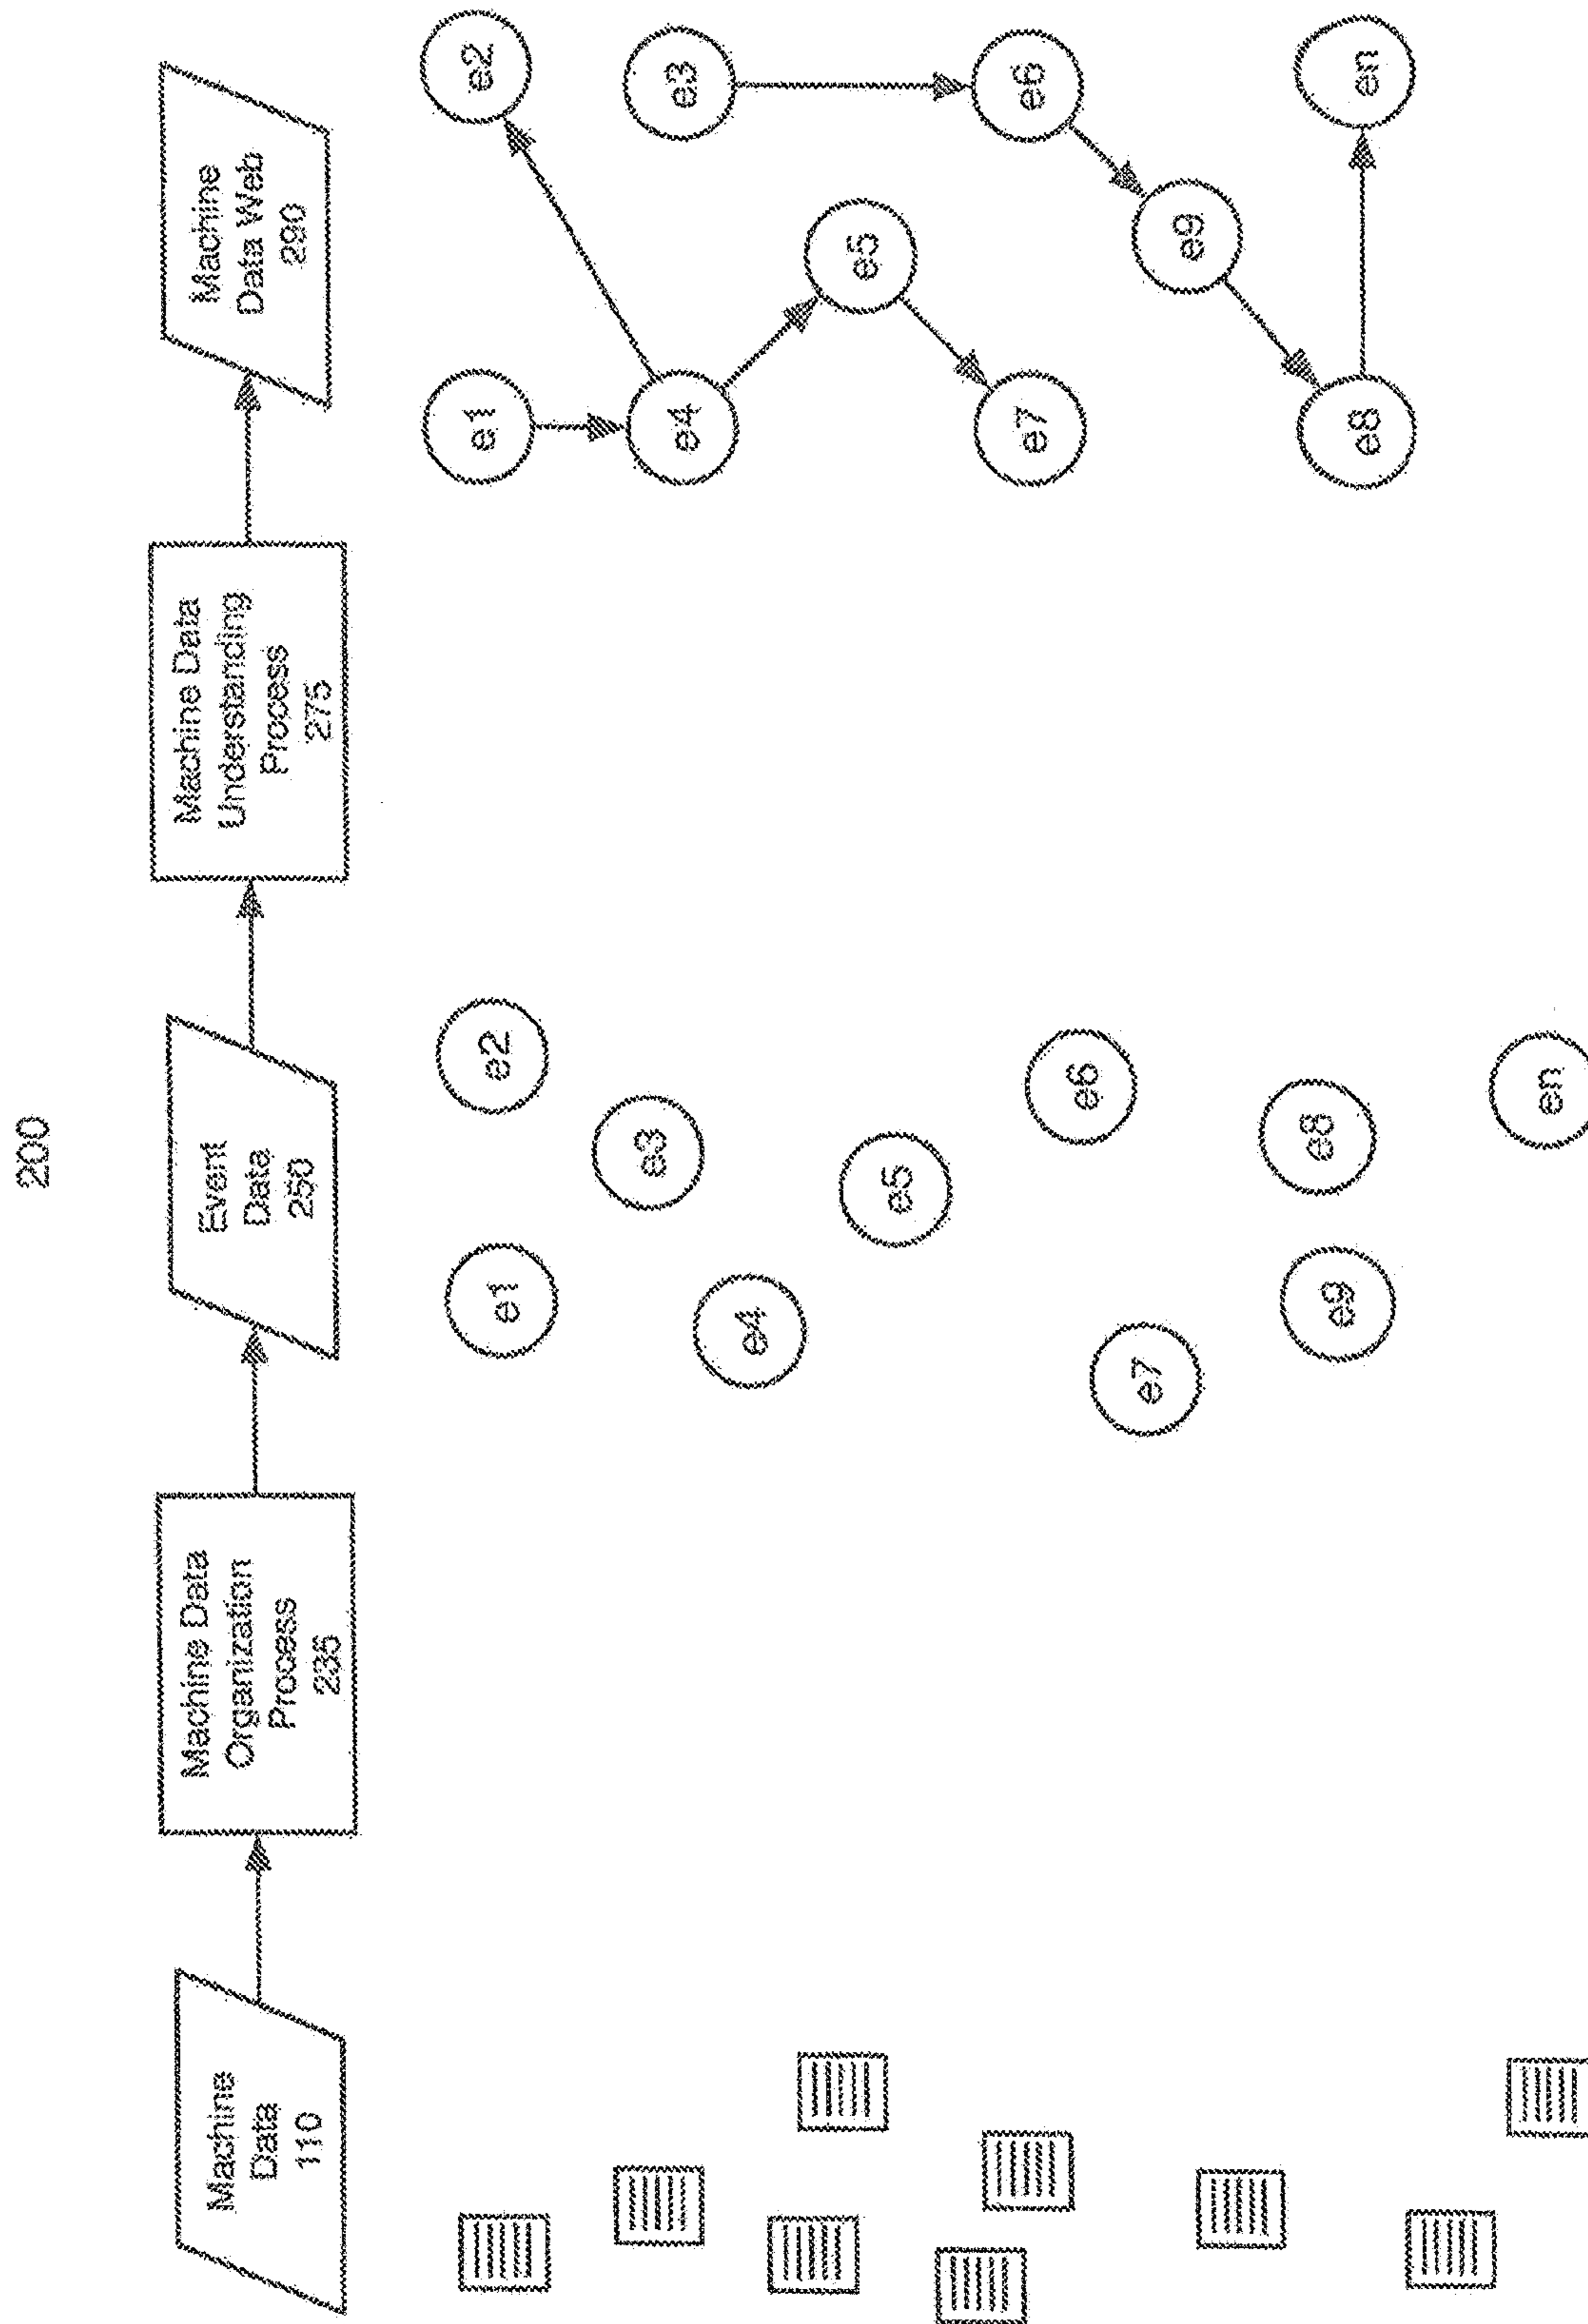 200
Machine
Data
110
Machine Data
Organization
Process
235
Event
Data
250
Machine Data
Understanding
Process
275
Machine
Data Web
290
e1
e2
e3
e4
e5
e6
e7
e9
e8
en
e1
e2
e4
e3
e5
e7
e6
e9
e8
en